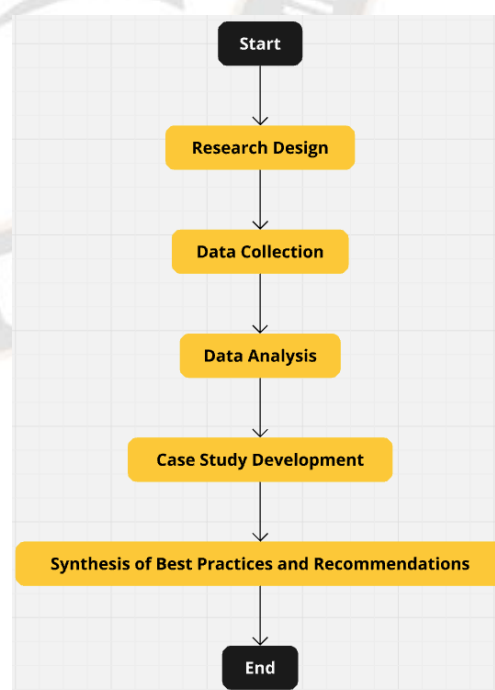 Start
Research Design
Data Collection
Data Analysis
Case Study Development
Synthesis of Best Practices and Recommendations
End